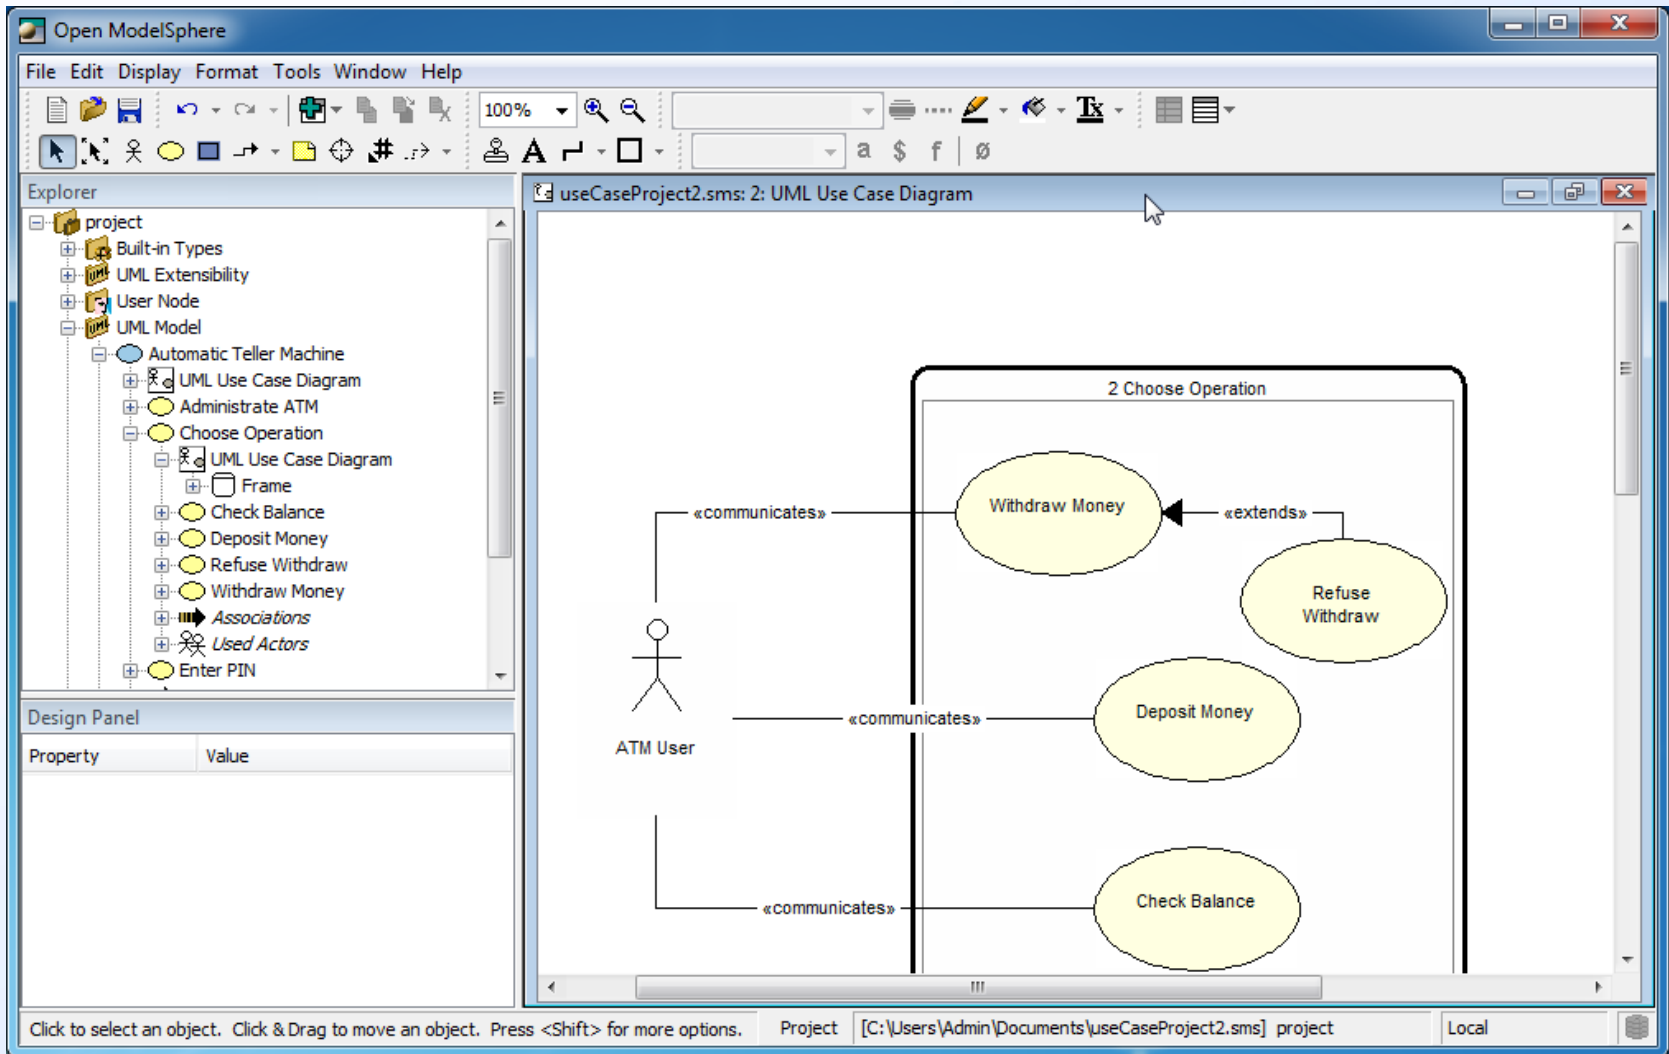 Open ModelSphere
File Edit Display Format Tools Window Help
100%
Tx
A a $ f ø
Explorer
project
Built-in Types
UML Extensibility
User Node
UML Model
Automatic Teller Machine
UML Use Case Diagram
Administrate ATM
Choose Operation
UML Use Case Diagram
Frame
Check Balance
Deposit Money
Refuse Withdraw
Withdraw Money
Associations
Used Actors
Enter PIN
Design Panel
Property Value
useCaseProject2.sms: 2: UML Use Case Diagram
2 Choose Operation
Withdraw Money
«communicates»
«extends»
Refuse
Withdraw
ATM User
«communicates»
Deposit Money
«communicates»
Check Balance
Click to select an object. Click & Drag to move an object. Press <Shift> for more options. Project [C:\Users\Admin\Documents\useCaseProject2.sms] project Local